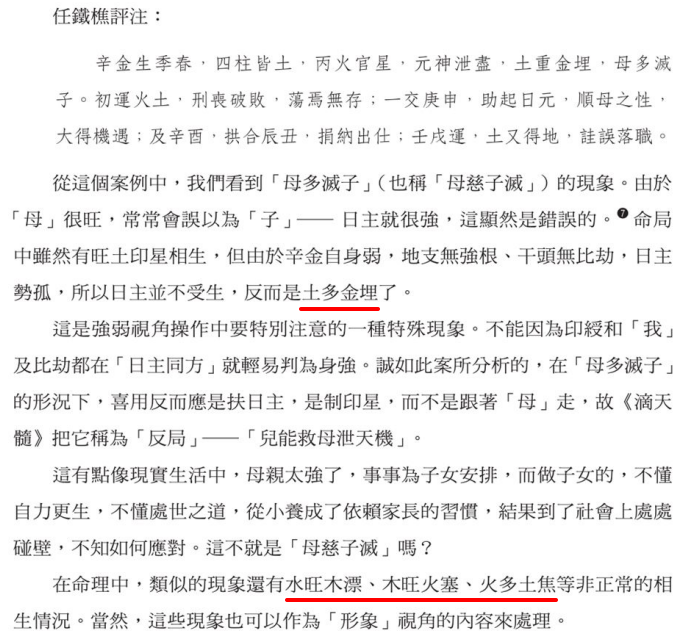 任鐵樵評注：
辛金生季春，四柱皆土，丙火官星，元神泄盡，土重金埋，母多滅
子。初運火土，刑喪破敗，蕩焉無存；一交庚申，助起日元，順母之性，
大得機遇；及辛酉，拱合辰丑，捐納出仕；壬戌運，土又得地，詿誤落職。
從這個案例中，我們看到「母多滅子」（也稱「母慈子滅」）的現象。由於
「母」很旺，常常會誤以為「子」——日主就很強，這顯然是錯誤的。❼命局
中雖然有旺土印星相生，但由於辛金自身弱，地支無強根、干頭無比劫，日主
勢孤，所以日主並不受生，反而是土多金埋了。
這是強弱視角操作中要特別注意的一種特殊現象。不能因為印綬和「我」
及比劫都在「日主同方」就輕易判為身強。誠如此案所分析的，在「母多滅子」
的形況下，喜用反而應是扶日主，是制印星，而不是跟著「母」走，故《滴天
髓》把它稱為「反局」——「兒能救母泄天機」。
這有點像現實生活中，母親太強了，事事為子女安排，而做子女的，不懂
自力更生，不懂處世之道，從小養成了依賴家長的習慣，結果到了社會上處處
碰壁，不知如何應對。這不就是「母慈子滅」嗎？
在命理中，類似的現象還有水旺木漂、木旺火塞、火多土焦等非正常的相
生情況。當然，這些現象也可以作為「形象」視角的內容來處理。